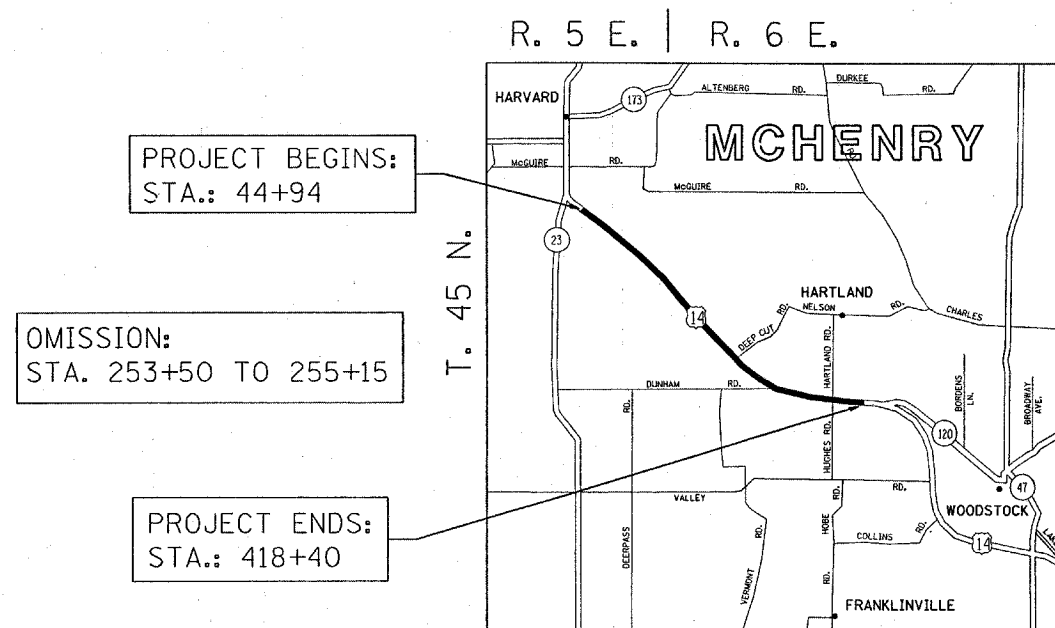 R. 5 E. | R. 6 E.
HARVARD
173
ALTENBERG RD.
DURKEE RD.
MCHENRY
PROJECT BEGINS:
STA.: 44+94
McGUIRE RD.
McGUIRE RD.
23
T. 45 N.
OMISSION:
STA. 253+50 TO 255+15
14
HARTLAND
NELSON RD.
CHARLES
DEEP CUT RD.
HARTLAND RD.
DUNHAM RD.
RD.
BORDENS LN.
BROADWAY AVE.
120
HUGHES RD.
47
WOODSTOCK
VALLEY RD.
PROJECT ENDS:
STA.: 418+40
DEERPASS
VERMONT RD.
HOBE RD.
RD.
COLLINS RD.
14
FRANKLINVILLE